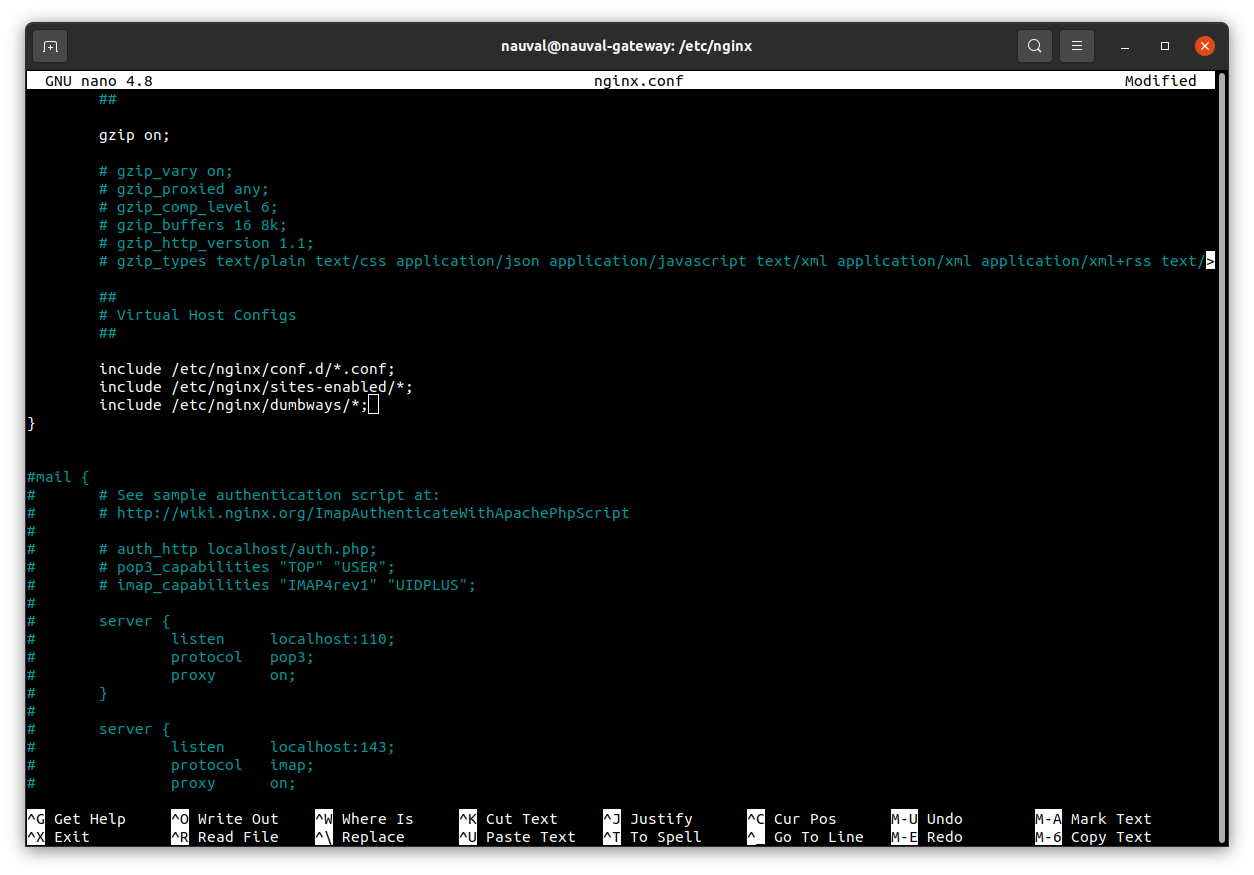 nauval@nauval-gateway: /etc/nginx
GNU nano 4.8 nginx.conf Modified
##
gzip on;
# gzip_vary on;
# gzip_proxied any;
# gzip_comp_level 6;
# gzip_buffers 16 8k;
# gzip_http_version 1.1;
# gzip_types text/plain text/css application/json application/javascript text/xml application/xml application/xml+rss text/>
##
# Virtual Host Configs
##
include /etc/nginx/conf.d/*.conf;
include /etc/nginx/sites-enabled/*;
include /etc/nginx/dumbways/*;
}
#mail {
# # See sample authentication script at:
# # http://wiki.nginx.org/ImapAuthenticateWithApachePhpScript
#
# # auth_http localhost/auth.php;
# # pop3_capabilities "TOP" "USER";
# # imap_capabilities "IMAP4rev1" "UIDPLUS";
#
# server {
# listen localhost:110;
# protocol pop3;
# proxy on;
# }
#
# server {
# listen localhost:143;
# protocol imap;
# proxy on;
^G Get Help ^O Write Out ^W Where Is ^K Cut Text ^J Justify ^C Cur Pos M-U Undo M-A Mark Text
^X Exit ^R Read File ^\ Replace ^U Paste Text ^T To Spell ^_ Go To Line M-E Redo M-6 Copy Text